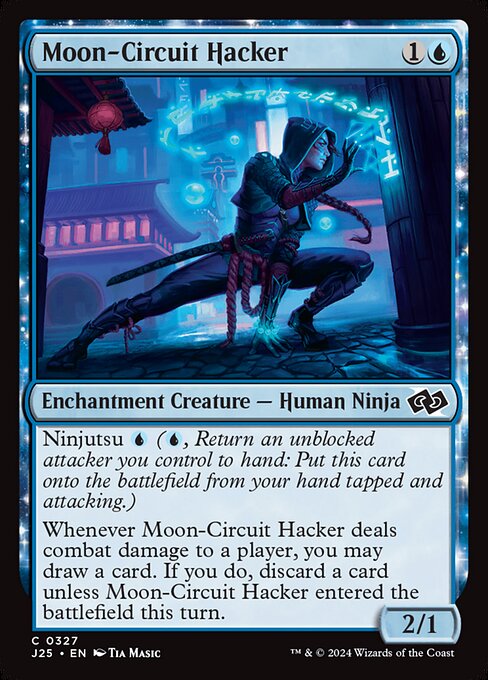 Moon-Circuit Hacker 1
Enchantment Creature — Human Ninja
Ninjutsu (, Return an unblocked
attacker you control to hand: Put this card
onto the battlefield from your hand tapped and
attacking.)
Whenever Moon-Circuit Hacker deals
combat damage to a player, you may
draw a card. If you do, discard a card
unless Moon-Circuit Hacker entered the
battlefield this turn.
2/1
C 0327
J25 • EN Tia Masic
™ & © 2024 Wizards of the Coast